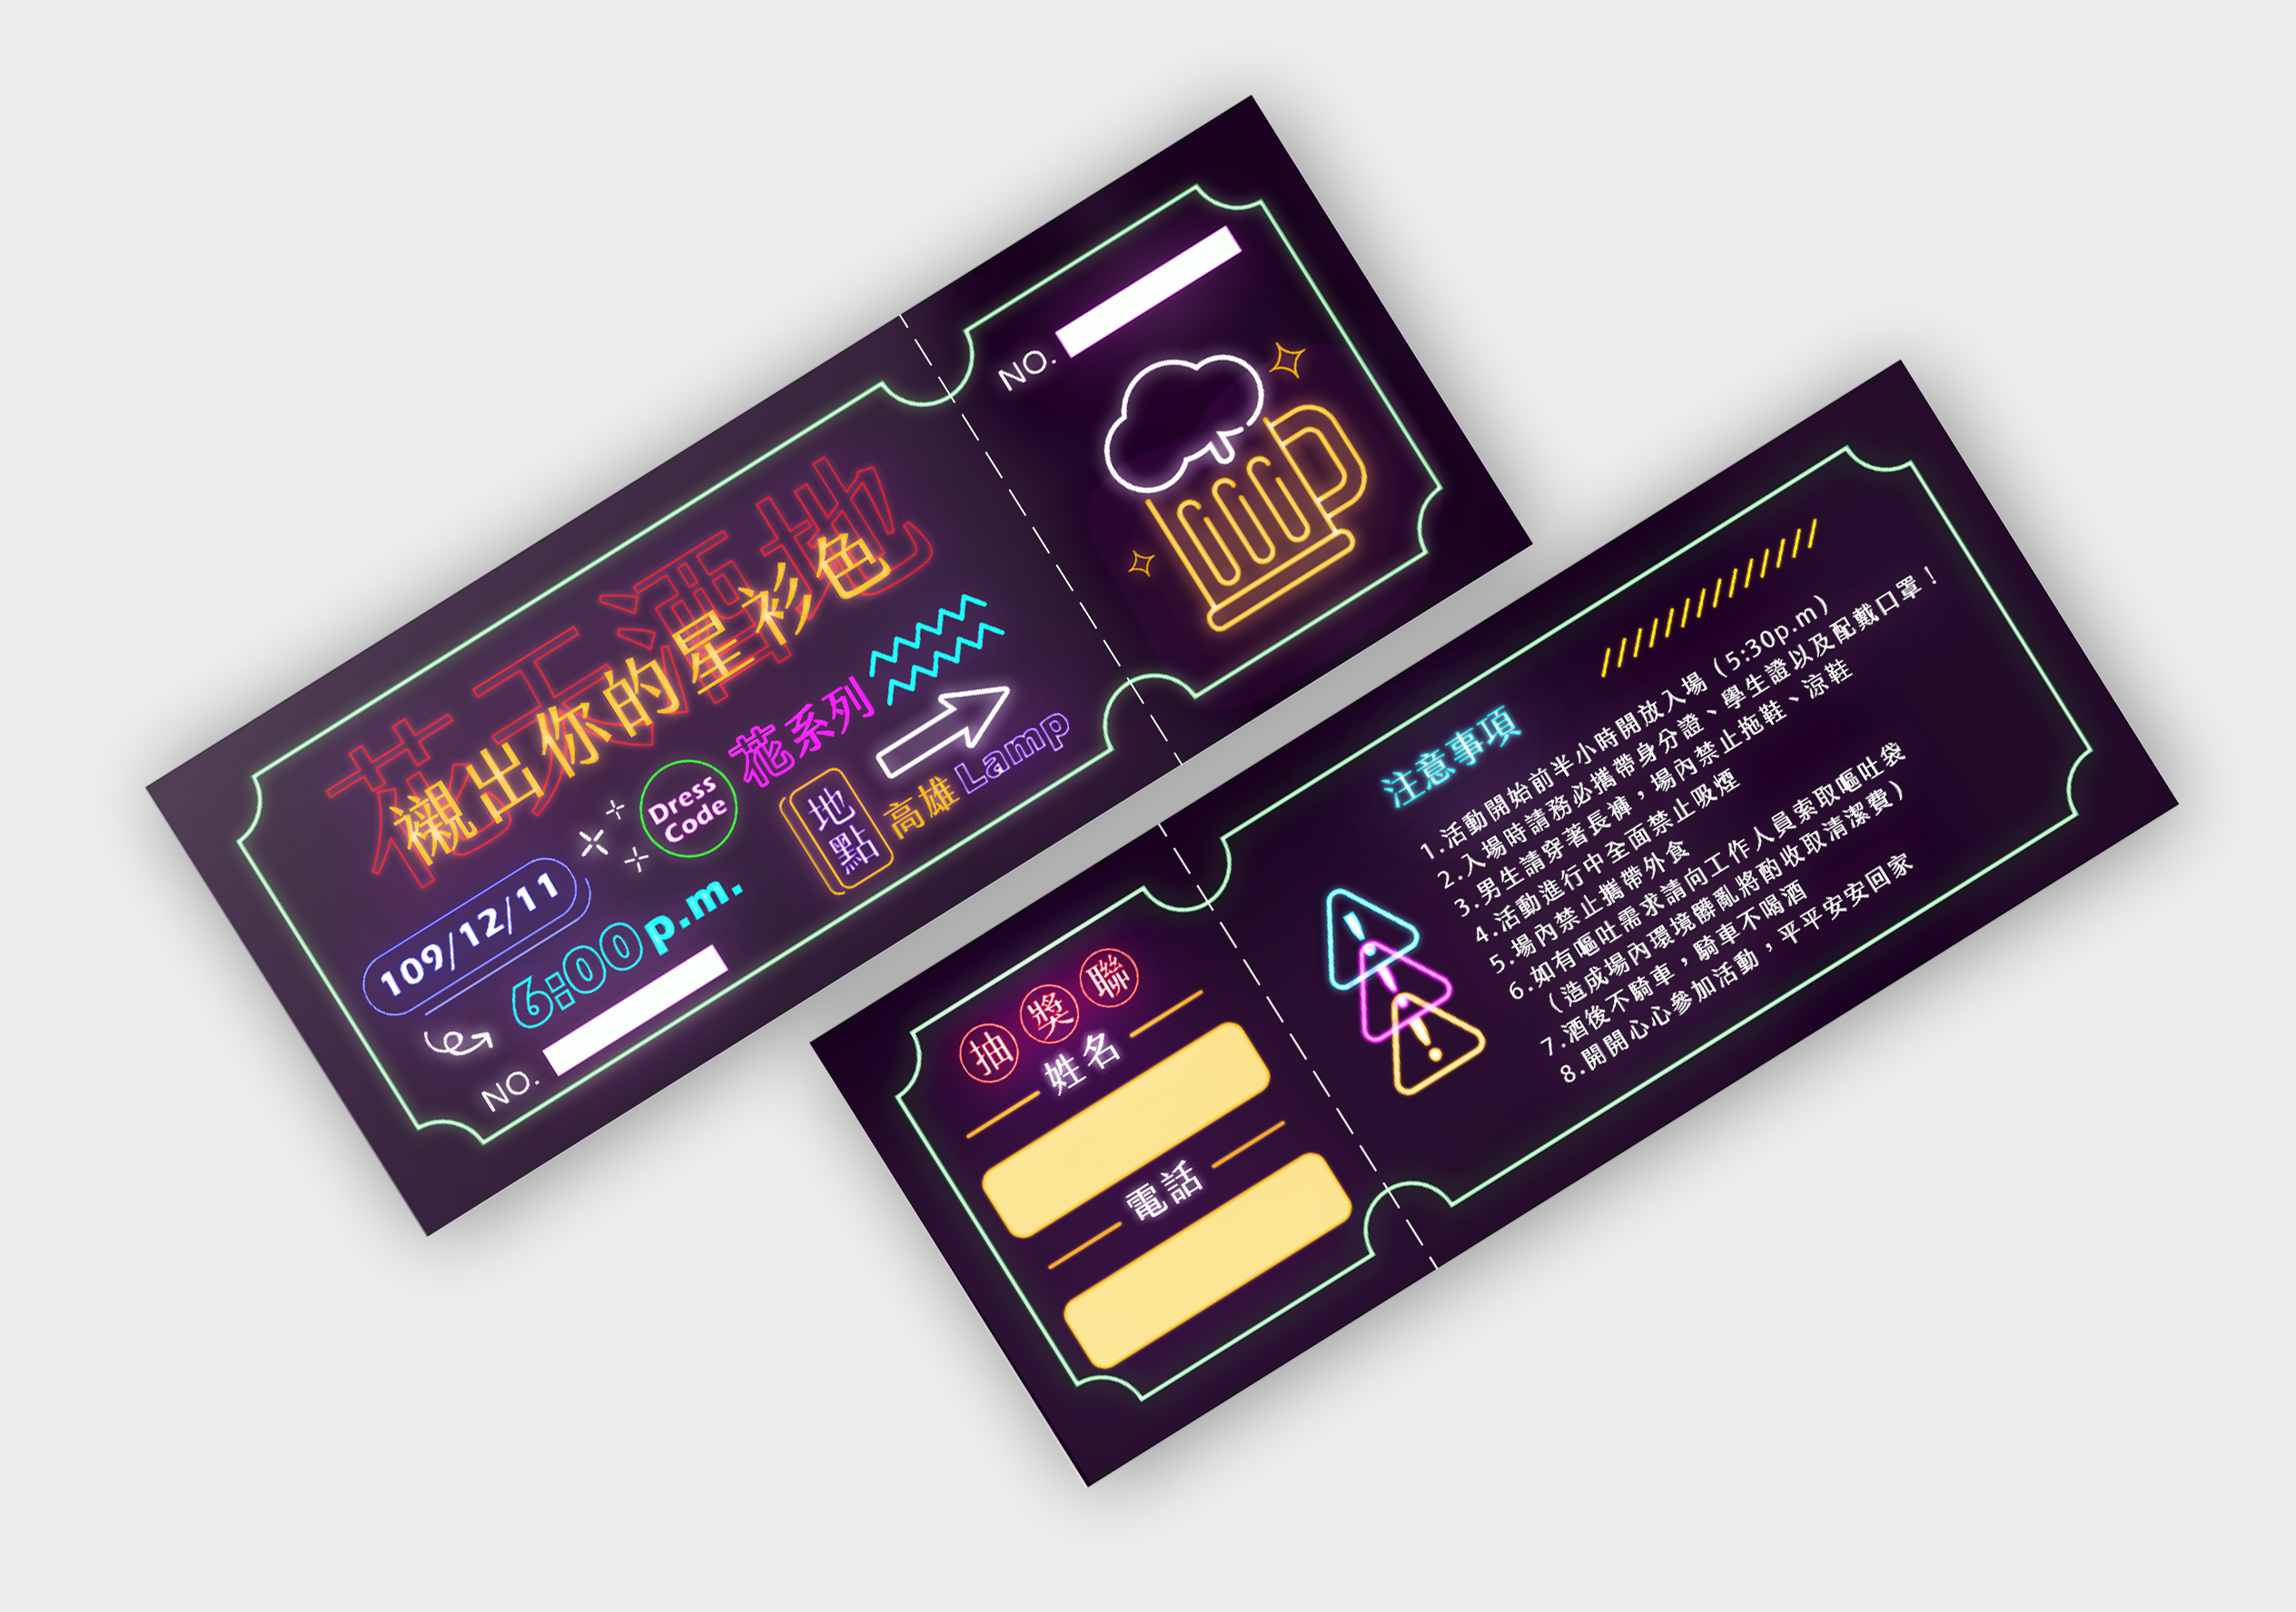 花天酒地
襯出你的星衫色
109/12/11
6:00 p.m.
NO.
Dress
Code
花系列
地
點
高雄 Lamp
NO.
抽獎聯
姓名
電話
注意事項
1.活動開始前半小時開放入場（5:30p.m）
2.入場時請務必攜帶身分證、學生證以及配戴口罩！
3.男生請穿著長褲，場內禁止拖鞋、涼鞋
4.活動進行中全面禁止吸煙
5.場內禁止攜帶外食
6.如有嘔吐需求請向工作人員索取嘔吐袋
（造成場內環境髒亂將酌收取清潔費）
7.酒後不騎車，騎車不喝酒
8.開開心心參加活動，平平安安回家